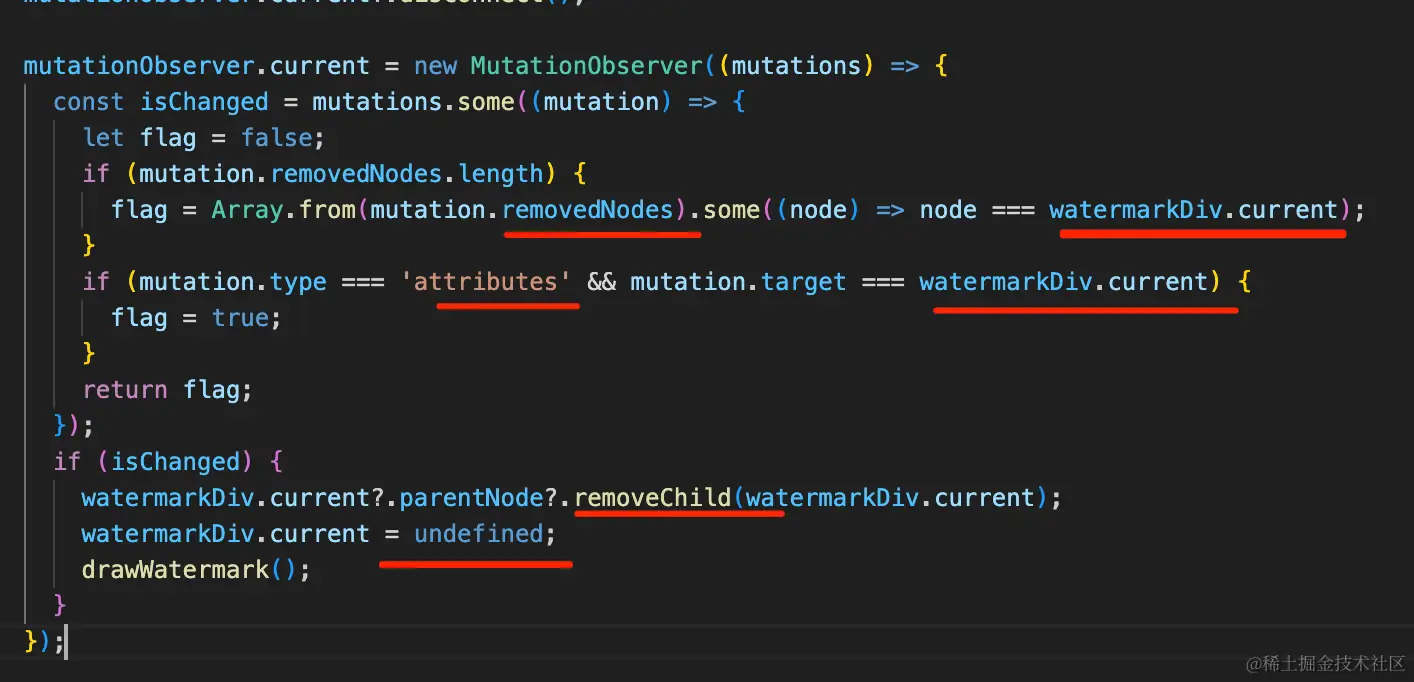 mutationObserver.current?.disconnect();
mutationObserver.current = new MutationObserver((mutations) => {
const isChanged = mutations.some((mutation) => {
let flag = false;
if (mutation.removedNodes.length) {
flag = Array.from(mutation.removedNodes).some((node) => node === watermarkDiv.current);
}
if (mutation.type === 'attributes' && mutation.target === watermarkDiv.current) {
flag = true;
}
return flag;
});
if (isChanged) {
watermarkDiv.current?.parentNode?.removeChild(watermarkDiv.current);
watermarkDiv.current = undefined;
drawWatermark();
}
});
@稀土掘金技术社区